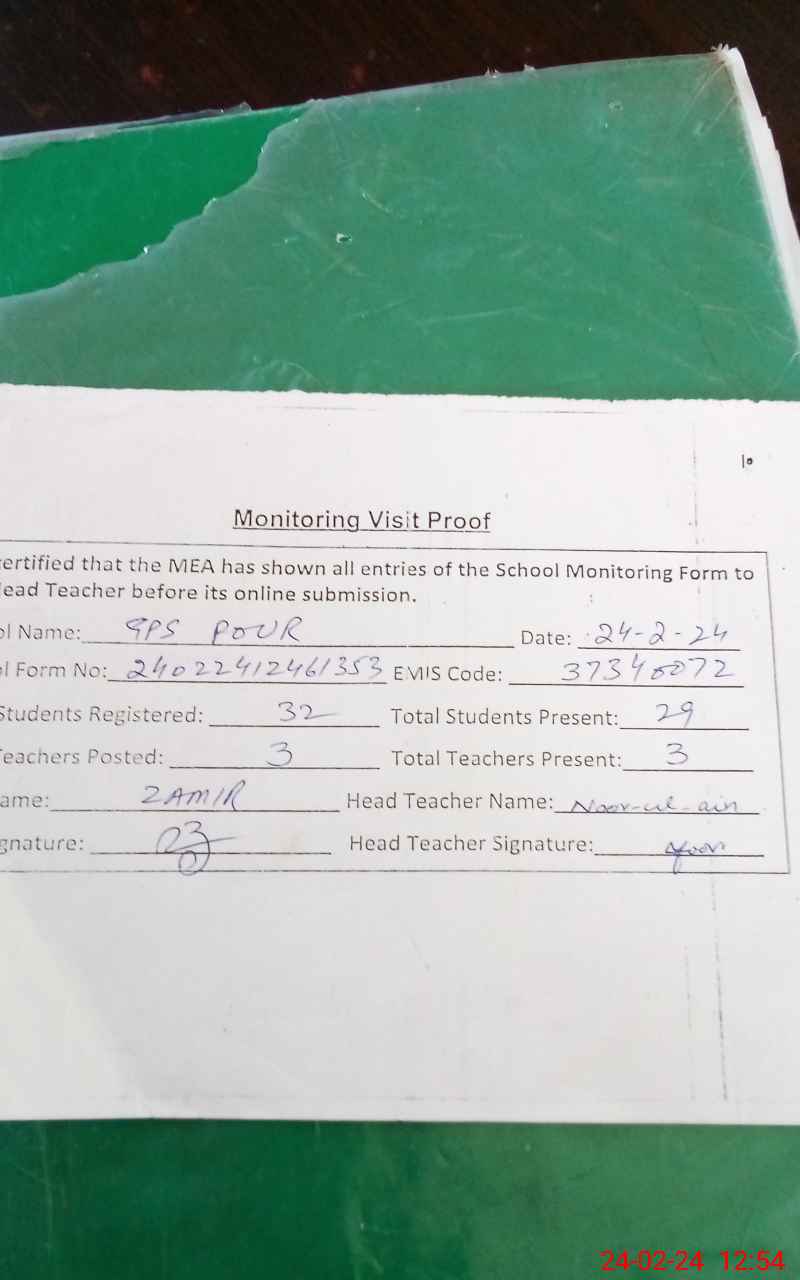 Monitoring Visit Proof
ertified that the MEA has shown all entries of the School Monitoring Form to
ead Teacher before its online submission.
ol Name: GPS POUR Date: 24-2-24
l Form No: 24022412461353 EMIS Code: 37340072
Students Registered: 32 Total Students Present: 29
eachers Posted: 3 Total Teachers Present: 3
ame: ZAMIR Head Teacher Name: Noor-ul-ain
gnature: Head Teacher Signature: Noor
24-02-24 12:54